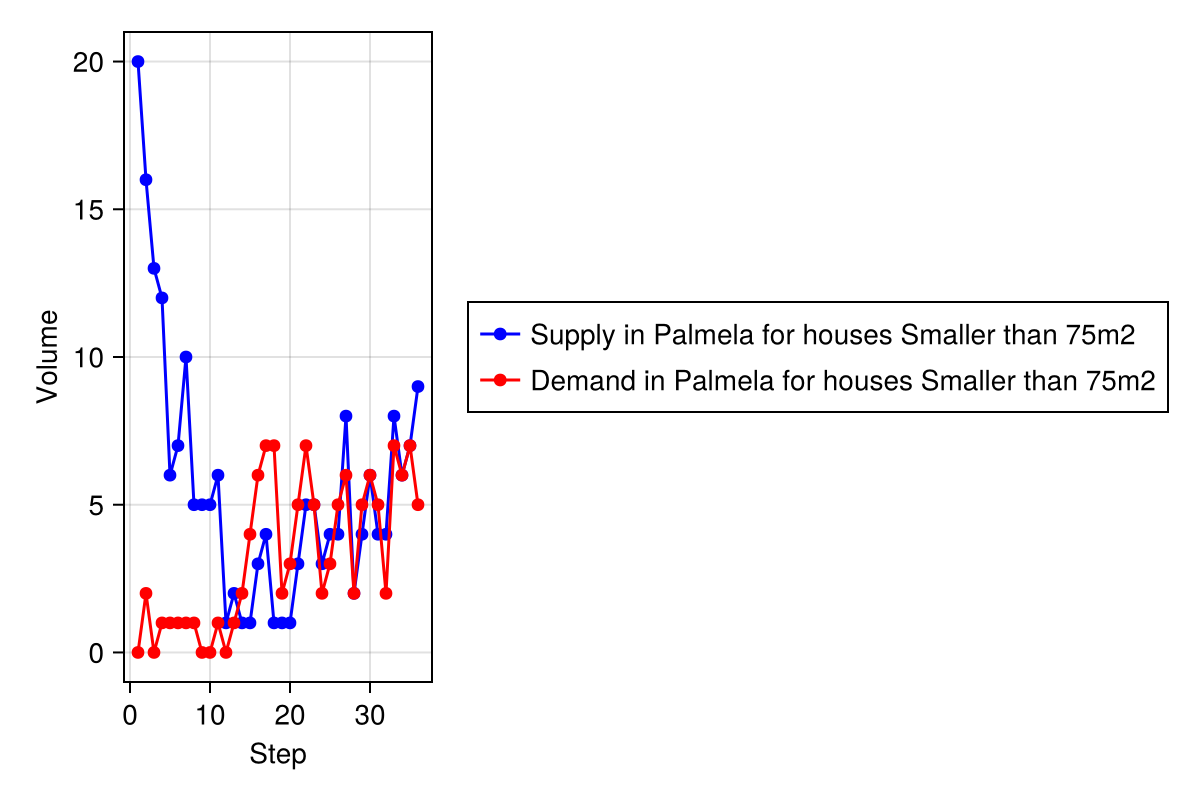 20
15
10
5
0
Volume
0 10 20 30
Step
Supply in Palmela for houses Smaller than 75m2
Demand in Palmela for houses Smaller than 75m2